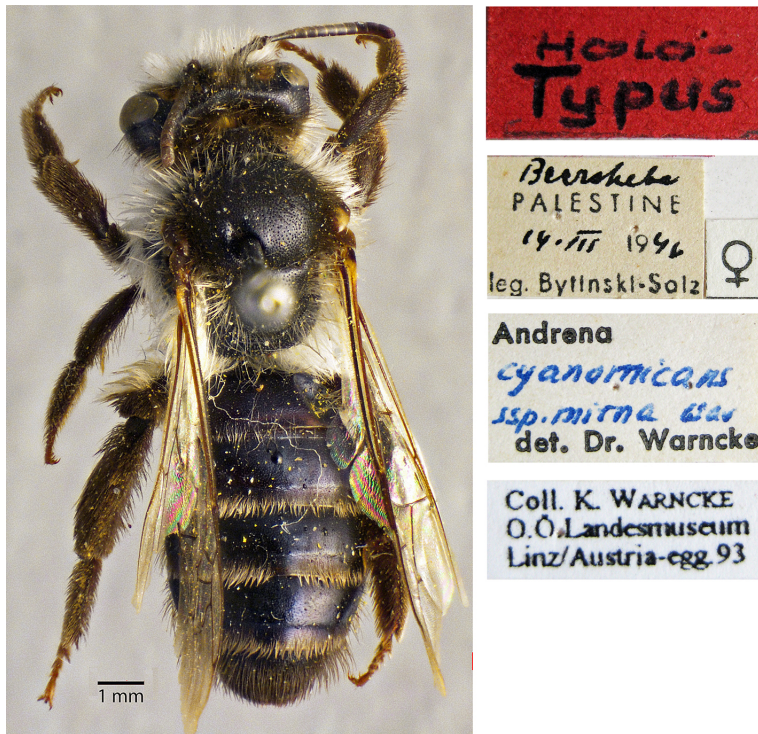 Holo-
Typus
Beersheba
PALESTINE
14·III 1946
leg. Bytinski-Salz
♀
Andrena
cyanomicans
ssp. mirna
det. Dr. Warncke
Coll. K. WARNCKE
O.Ö.Landesmuseum
Linz/Austria-egg.93
1 mm